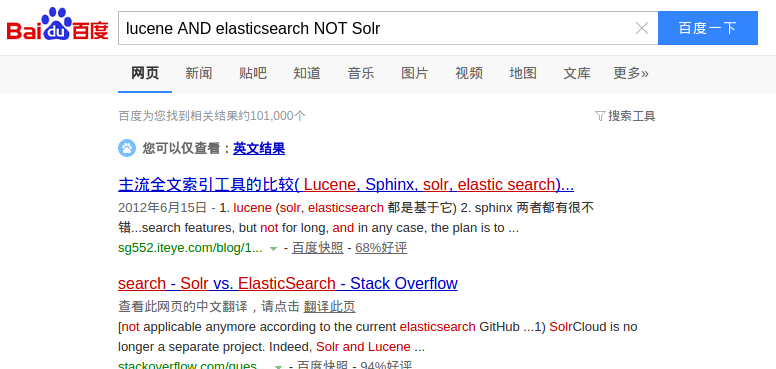 Bai du 百度
lucene AND elasticsearch NOT Solr
百度一下
网页 新闻 贴吧 知道 音乐 图片 视频 地图 文库 更多»
百度为您找到相关结果约101,000个 搜索工具
您可以仅查看：英文结果
主流全文索引工具的比较( Lucene, Sphinx, solr, elastic search)...
2012年6月15日 - 1. lucene (solr, elasticsearch 都是基于它) 2. sphinx 两者都有很不
错...search features, but not for long, and in any case, the plan is to ...
sg552.iteye.com/blog/1... - 百度快照 - 68%好评
search - Solr vs. ElasticSearch - Stack Overflow
查看此网页的中文翻译，请点击 翻译此页
[not applicable anymore according to the current elasticsearch GitHub ...1) SolrCloud is no
longer a separate project. Indeed, Solr and Lucene ...
stackoverflow.com/ques... - 百度快照 - 94%好评